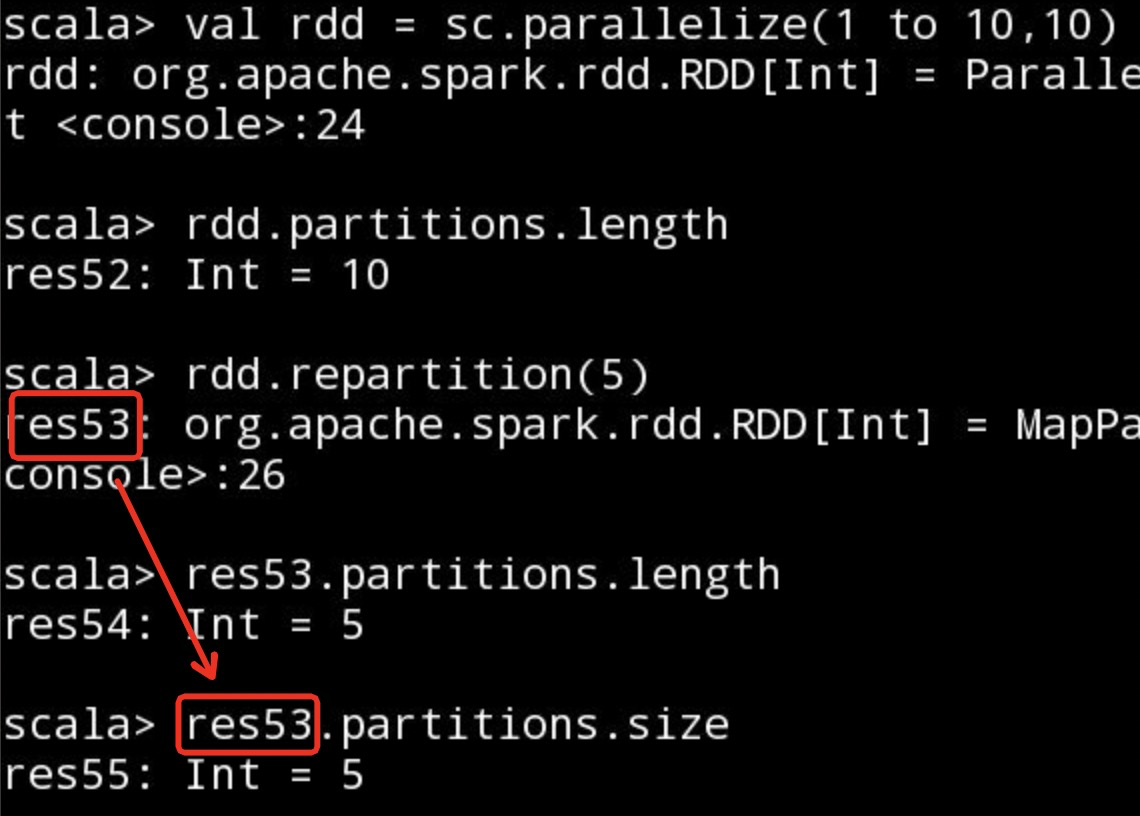 scala> val rdd = sc.parallelize(1 to 10,10)
rdd: org.apache.spark.rdd.RDD[Int] = Paralle
t <console>:24
scala> rdd.partitions.length
res52: Int = 10
scala> rdd.repartition(5)
res53: org.apache.spark.rdd.RDD[Int] = MapPa
console>:26
scala> res53.partitions.length
res54: Int = 5
scala> res53.partitions.size
res55: Int = 5